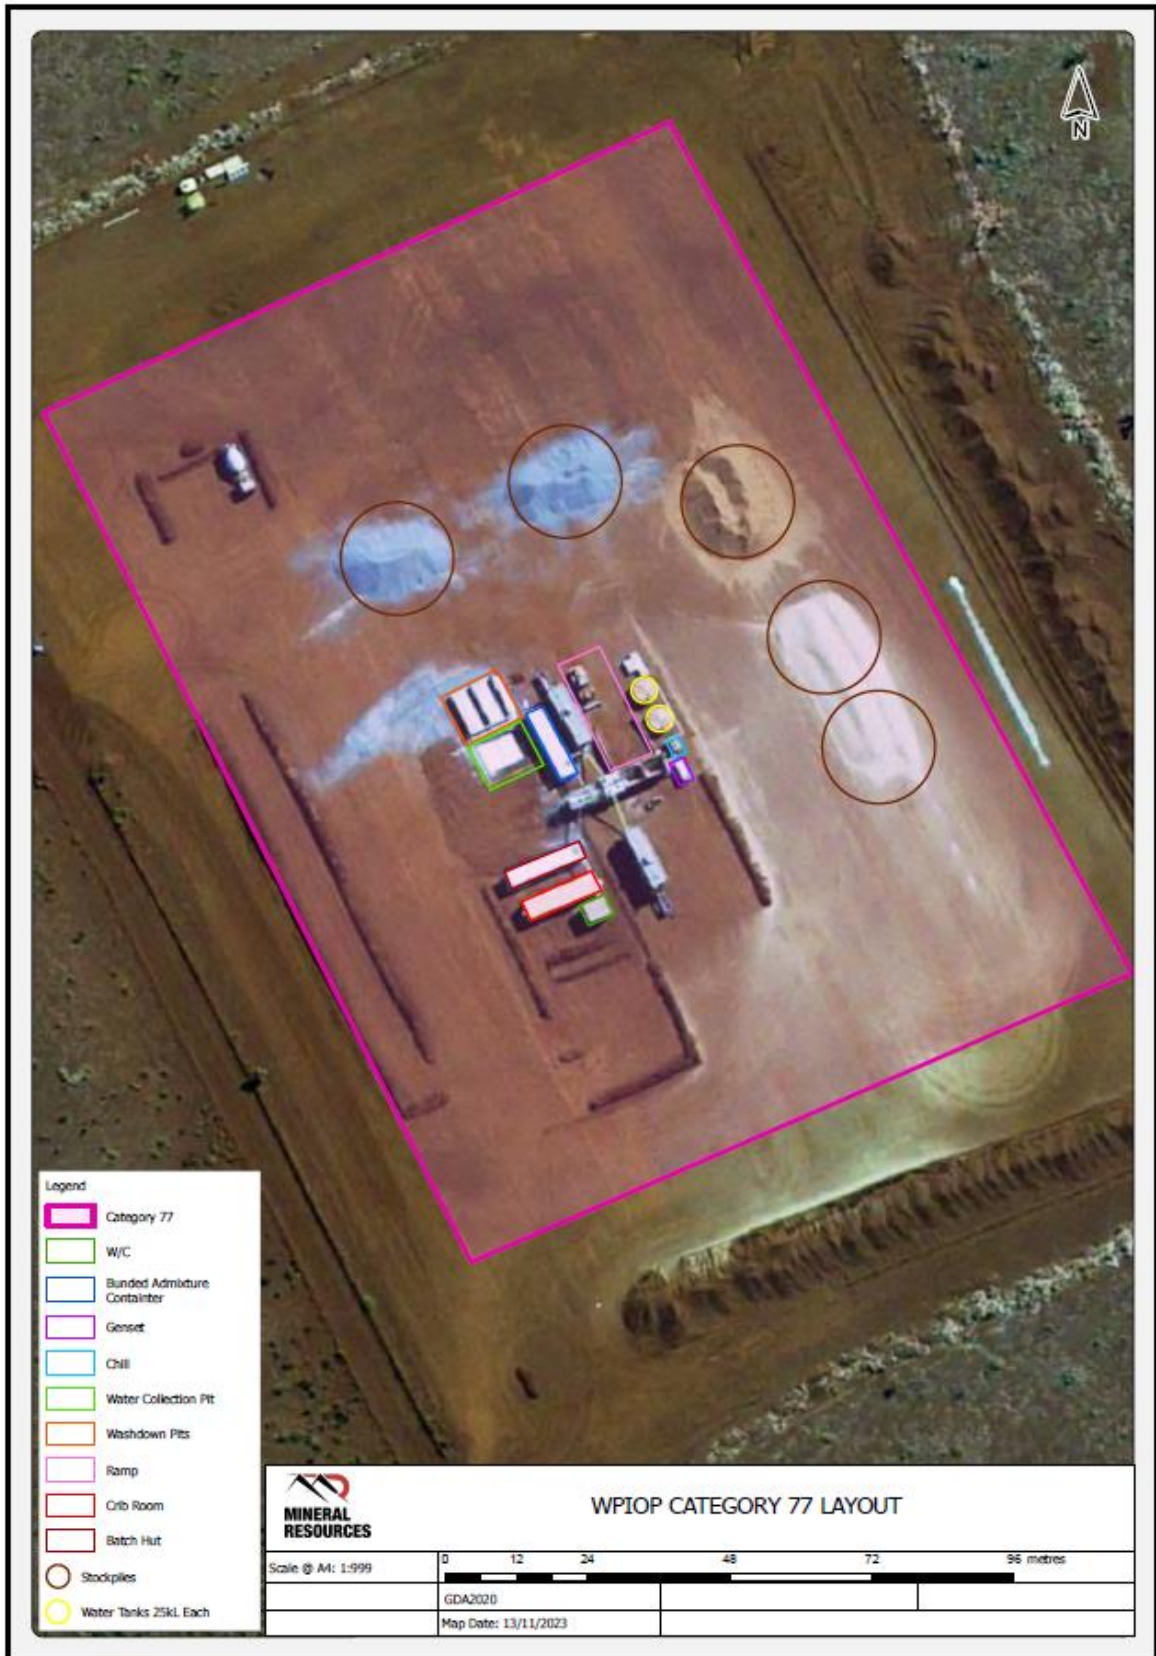 N
Legend
Category 77
W/C
Bunded Admixture
Containter
Genset
Chill
Water Collection Pit
Washdown Pits
Ramp
Crib Room
Batch Hut
Stockpiles
Water Tanks 25kL Each
MINERAL
RESOURCES
WPIOP CATEGORY 77 LAYOUT
Scale @ A4: 1:999
0 12 24 48 72 96 metres
GDA2020
Map Date: 13/11/2023